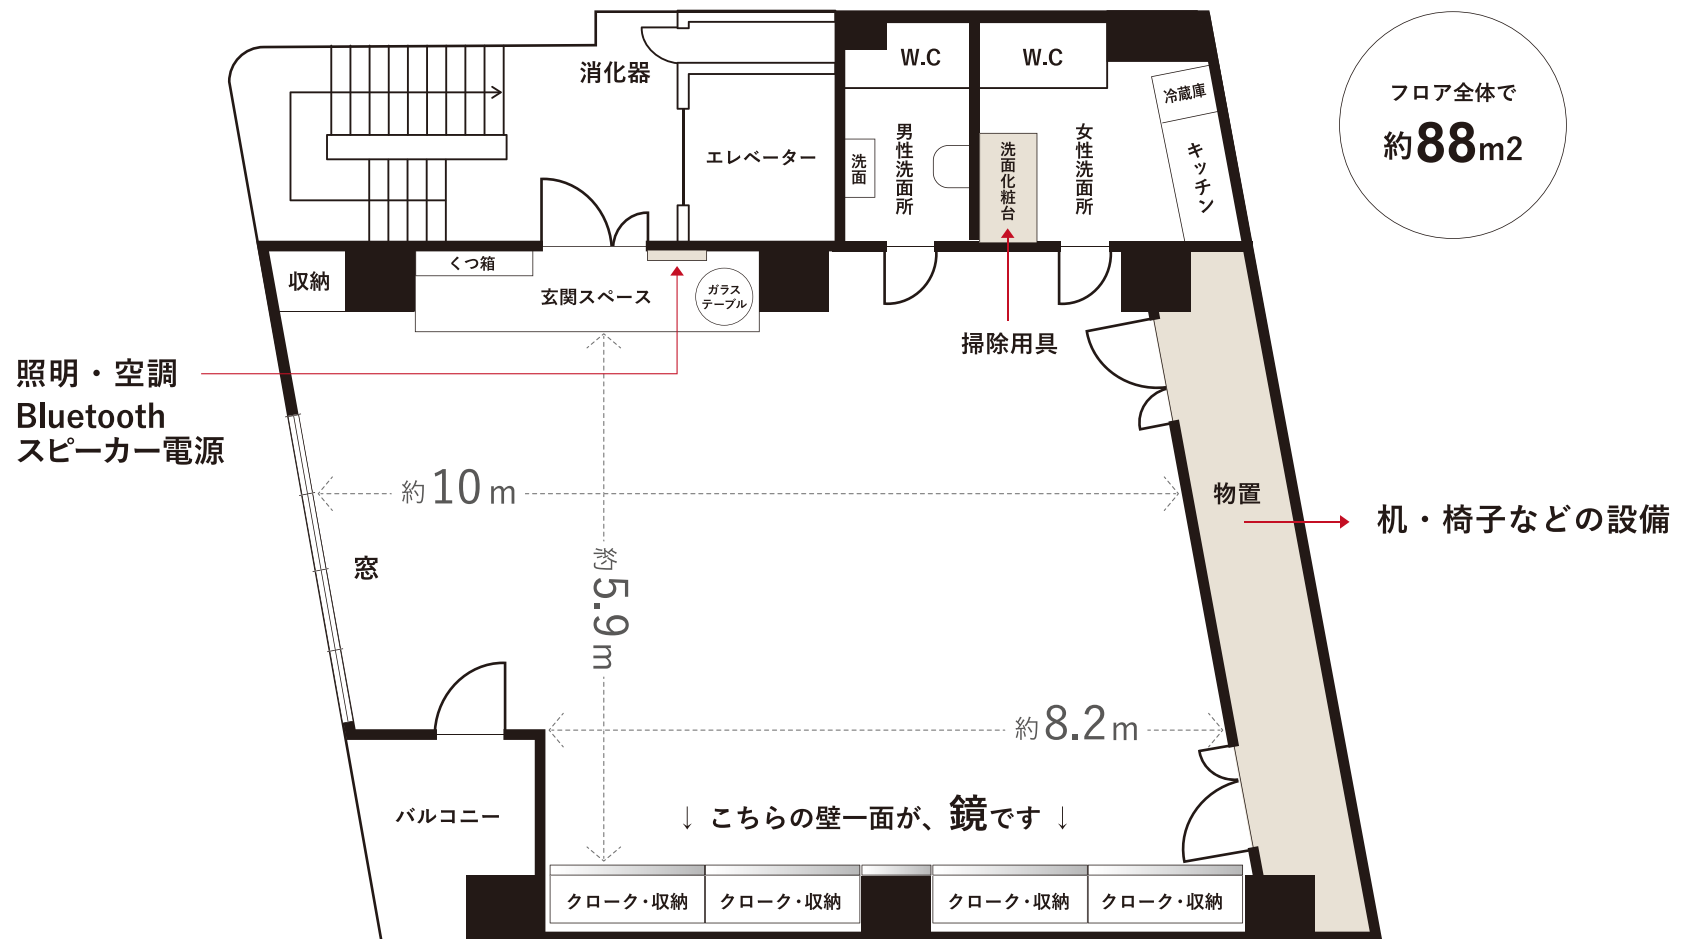 消化器
W.C
W.C
冷蔵庫
キッチン
フロア全体で
約88m2
エレベーター
洗面
男性洗面所
洗面化粧台
女性洗面所
収納
くつ箱
玄関スペース
ガラス
テーブル
掃除用具
照明・空調
Bluetooth
スピーカー電源
約10m
物置
机・椅子などの設備
窓
約5.9m
約8.2m
バルコニー
↓ こちらの壁一面が、鏡です ↓
クローク・収納
クローク・収納
クローク・収納
クローク・収納